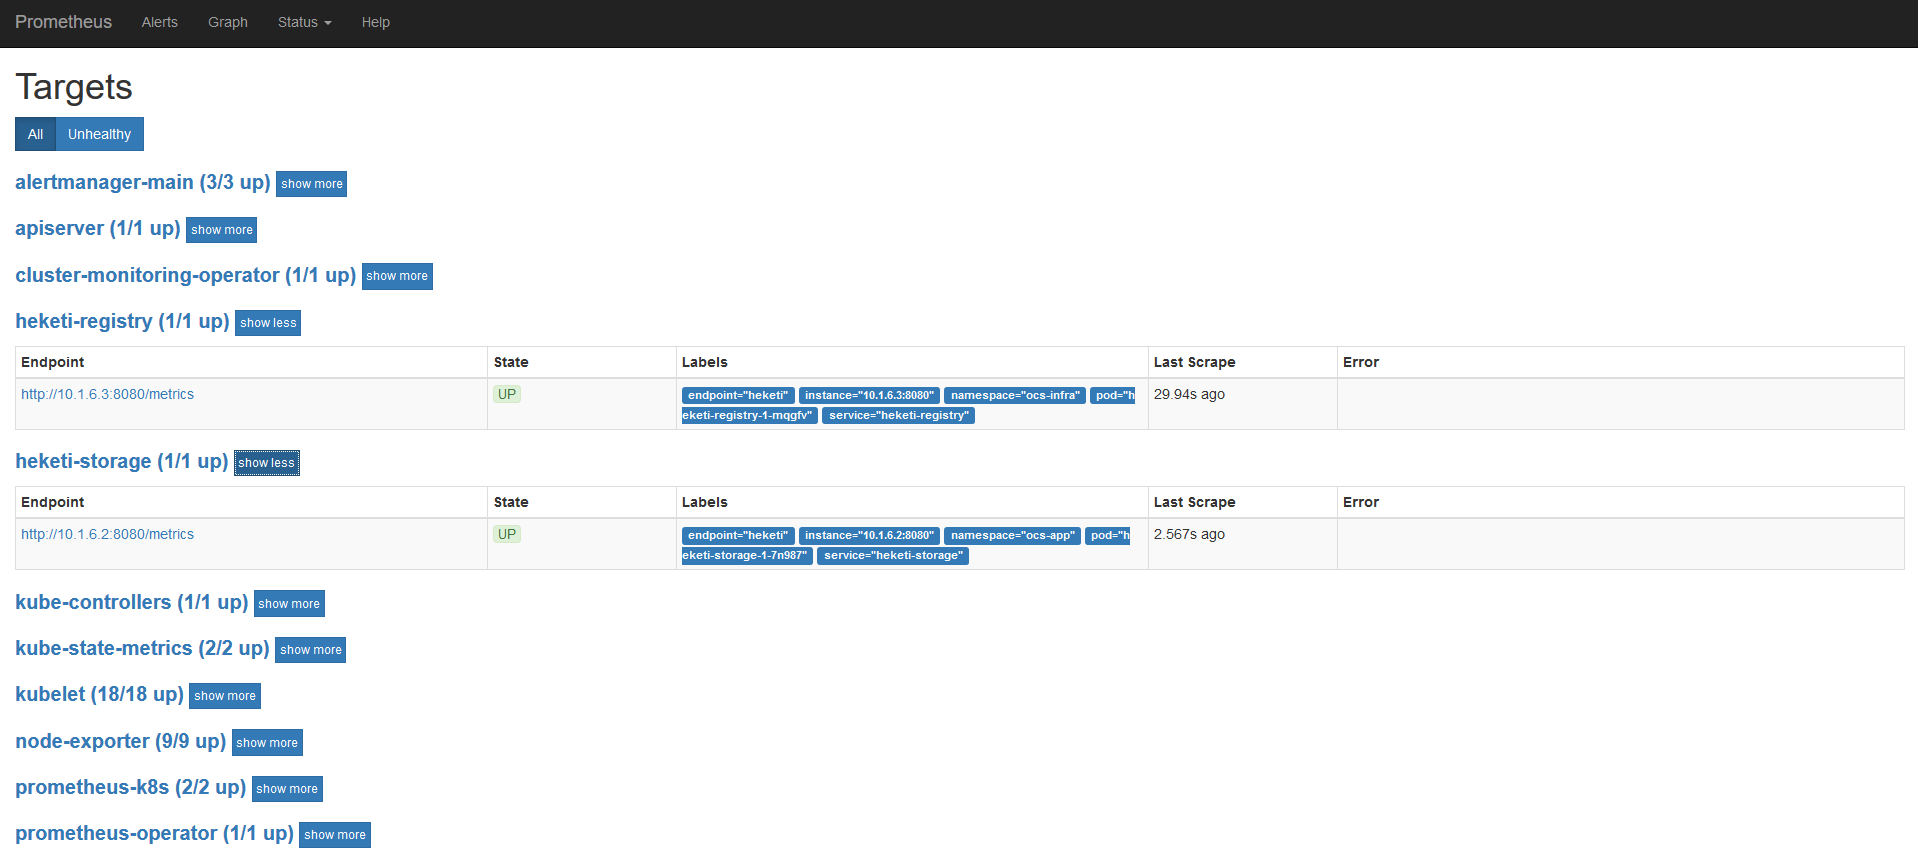 Prometheus Alerts Graph Status Help
Targets
All Unhealthy
alertmanager-main (3/3 up) show more
apiserver (1/1 up) show more
cluster-monitoring-operator (1/1 up) show more
heketi-registry (1/1 up) show less
Endpoint State Labels Last Scrape Error
http://10.1.6.3:8080/metrics UP endpoint="heketi" instance="10.1.6.3:8080" namespace="ocs-infra" pod="h 29.94s ago
eketi-registry-1-mqgfv" service="heketi-registry"
heketi-storage (1/1 up) show less
Endpoint State Labels Last Scrape Error
http://10.1.6.2:8080/metrics UP endpoint="heketi" instance="10.1.6.2:8080" namespace="ocs-app" pod="h 2.567s ago
eketi-storage-1-7n987" service="heketi-storage"
kube-controllers (1/1 up) show more
kube-state-metrics (2/2 up) show more
kubelet (18/18 up) show more
node-exporter (9/9 up) show more
prometheus-k8s (2/2 up) show more
prometheus-operator (1/1 up) show more